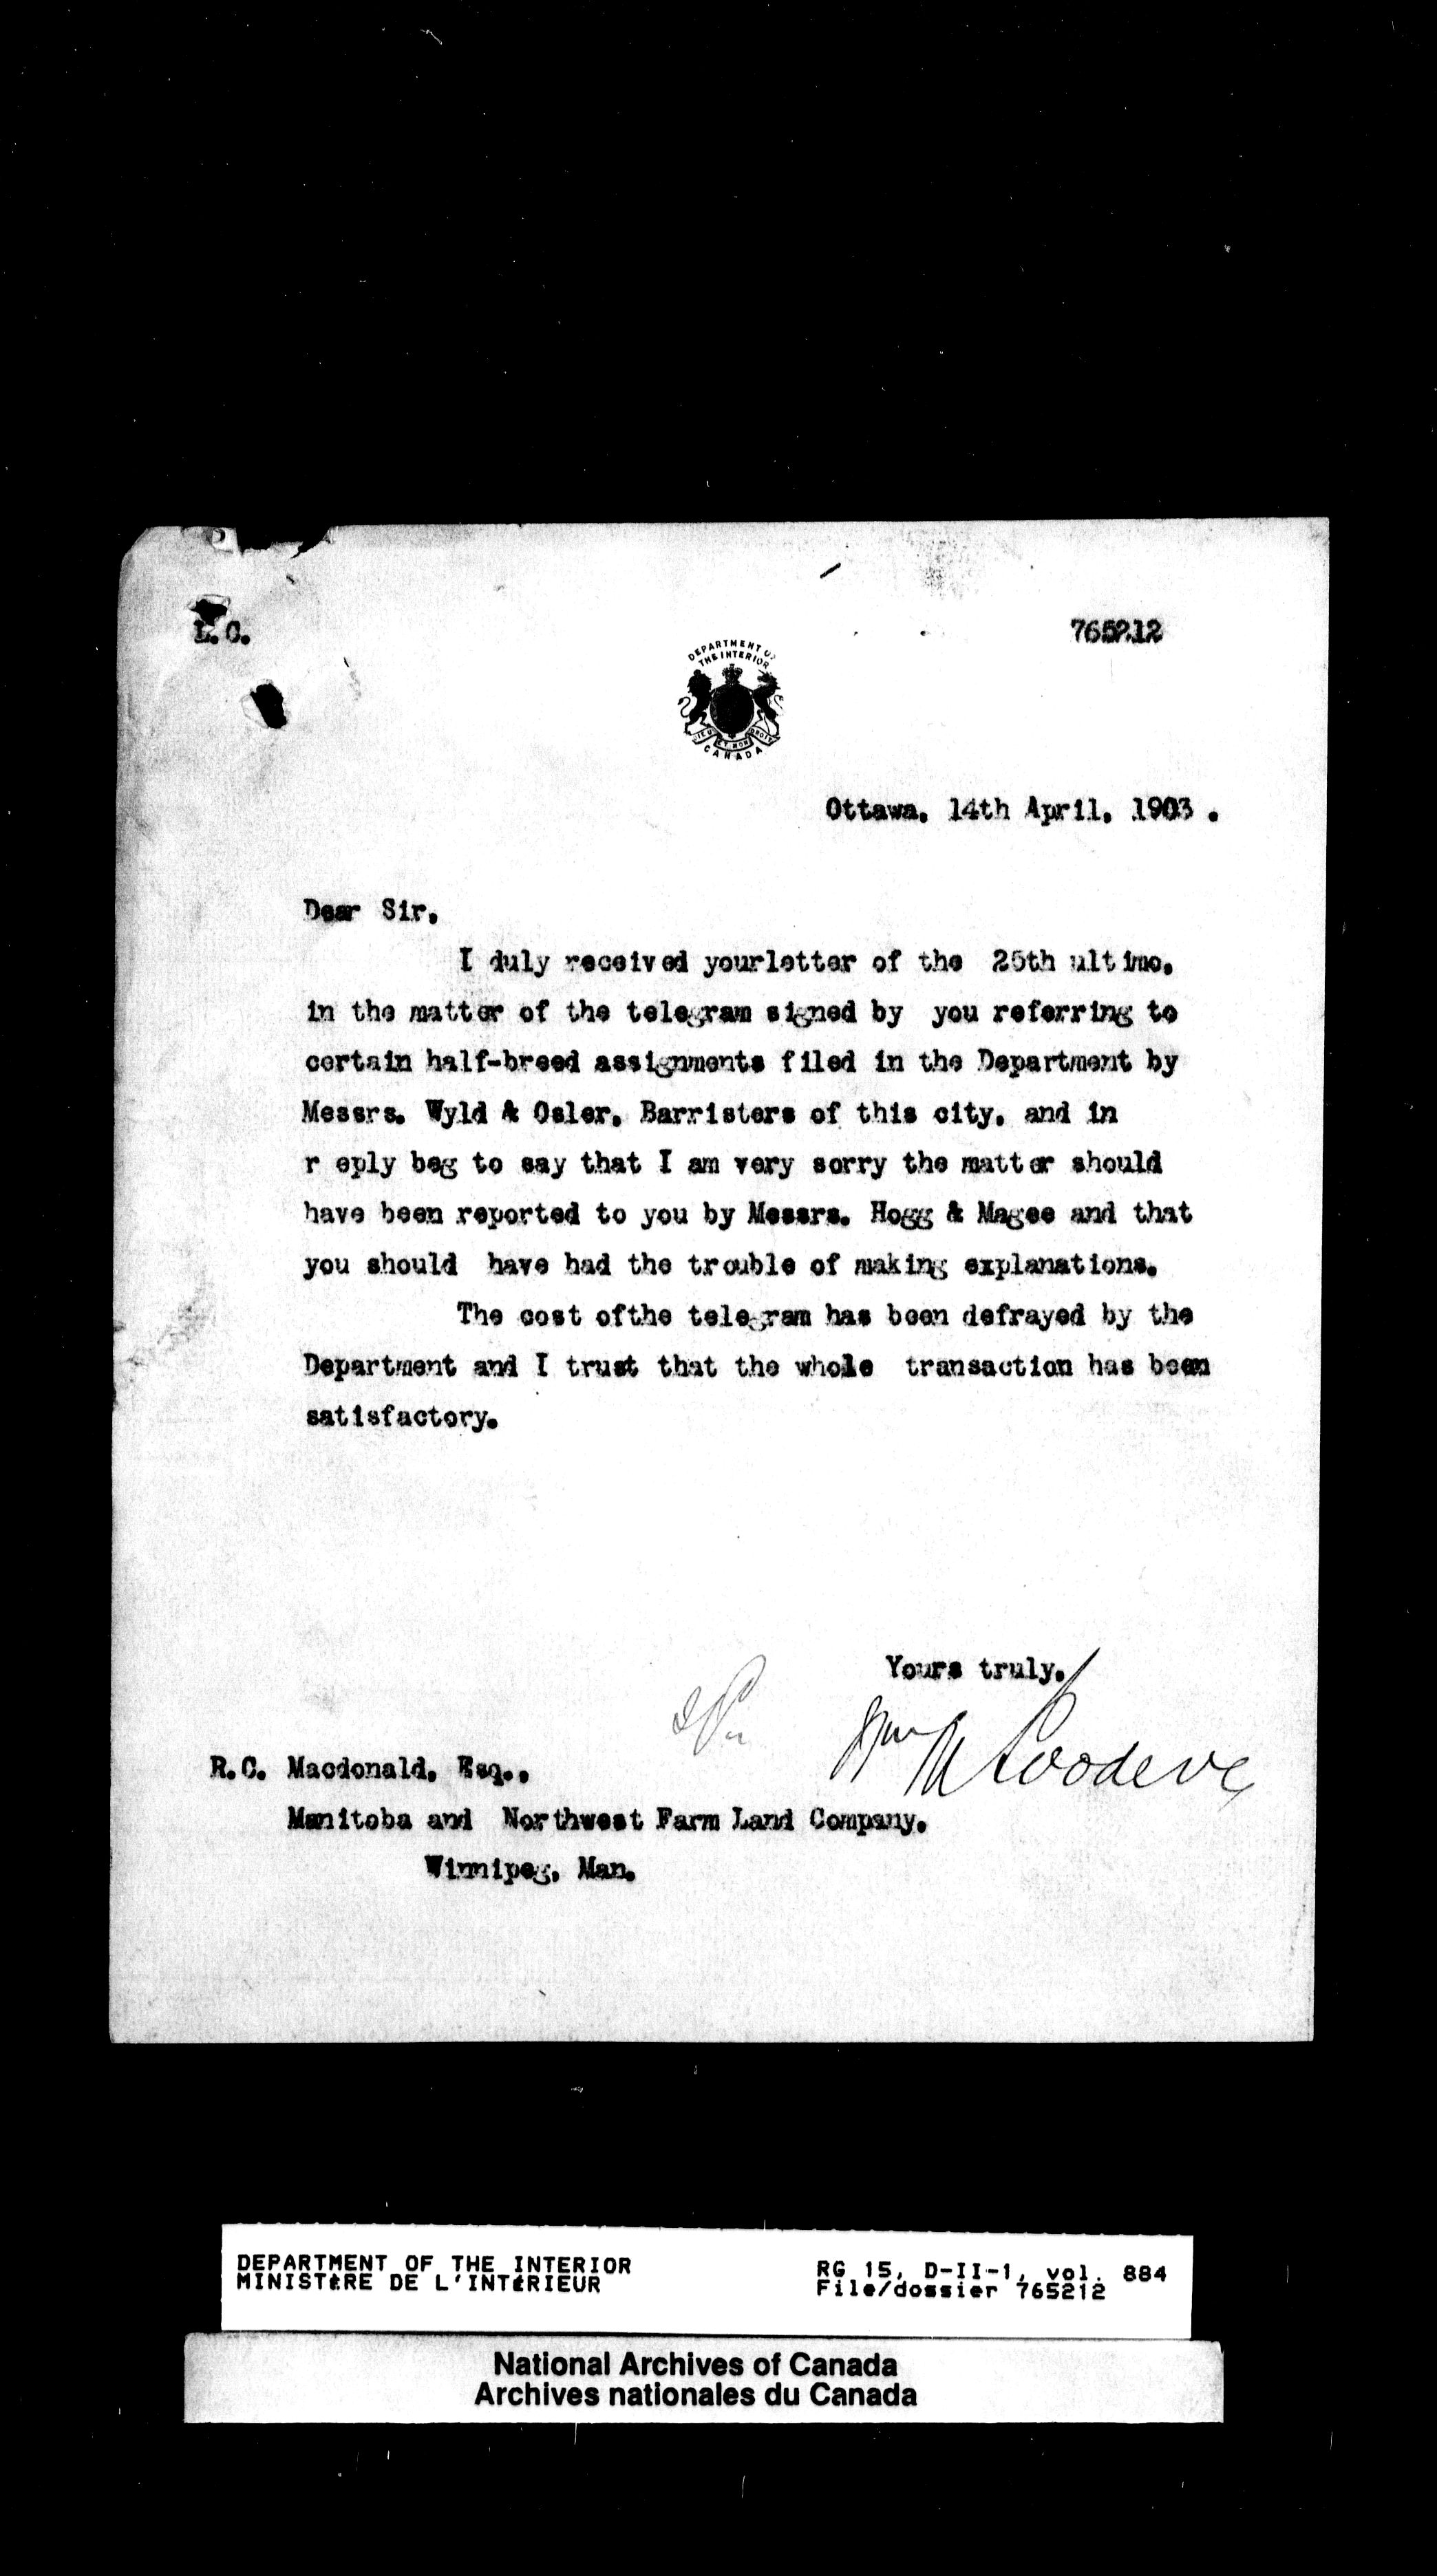 L.C.
765212
DEPARTMENT OF
THE INTERIOR
DIEU ET MON DROIT
CANADA
Ottawa, 14th April, 1903 .
Dear Sir,
I duly received yourletter of the 25th ultimo,
in the matter of the telegram signed by you referring to
certain half-breed assignments filed in the Department by
Messrs. Wyld & Osler, Barristers of this city, and in
r eply beg to say that I am very sorry the matter should
have been reported to you by Messrs. Hogg & Magee and that
you should have had the trouble of making explanations.
The cost ofthe telegram has been defrayed by the
Department and I trust that the whole transaction has been
satisfactory.
Yours truly,
Wm M Goodeve
R.C. Macdonald, Esq.,
Manitoba and Northwest Farm Land Company,
Winnipeg, Man.
DEPARTMENT OF THE INTERIOR
MINISTÈRE DE L'INTÉRIEUR
RG 15, D-II-1, vol. 884
File/dossier 765212
National Archives of Canada
Archives nationales du Canada